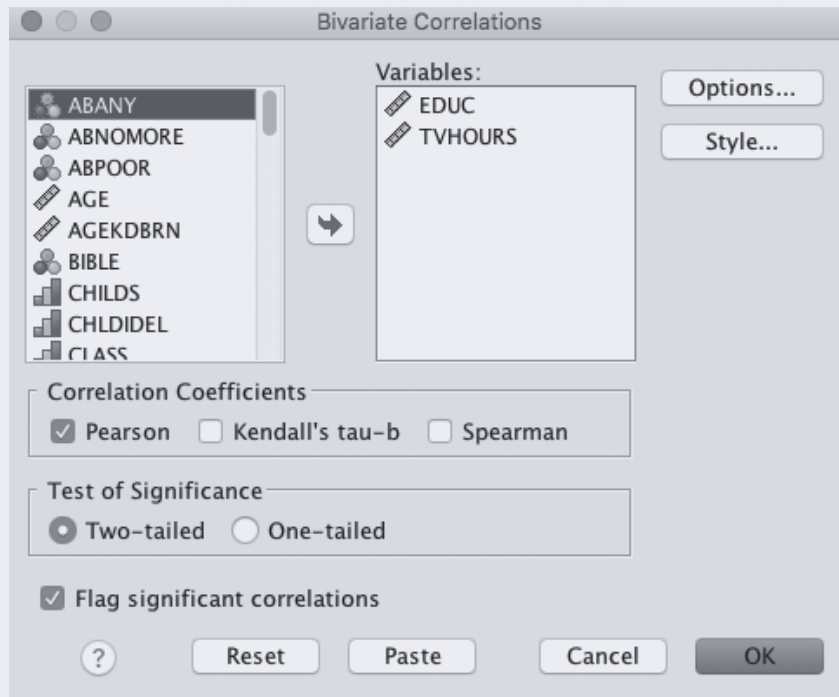 Bivariate Correlations
Variables:
ABANY
ABNOMORE
ABPOOR
AGE
AGEKDBRN
BIBLE
CHILDS
CHLDIDEL
CLASS
EDUC
TVHOURS
Options...
Style...
Correlation Coefficients
Pearson Kendall's tau-b Spearman
Test of Significance
Two-tailed One-tailed
Flag significant correlations
? Reset Paste Cancel OK